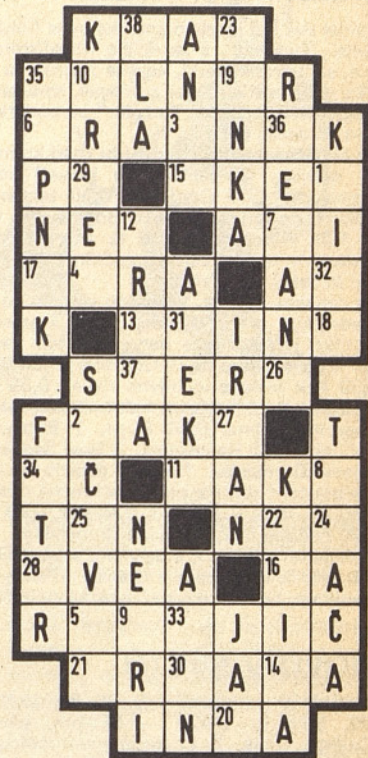 K 38 A 23
35 10 L N 19 R
6 R A 3 N 36 K
P 29 15 K E 1
N E 12 A 7 I
17 4 R A A 32
K 13 31 I N 18
S 37 E R 26
F 2 A K 27 T
34 Č 11 A K 8
T 25 N N 22 24
28 V E A 16 A
R 5 9 33 J I Č
21 R 30 A 14 A
I N 20 A